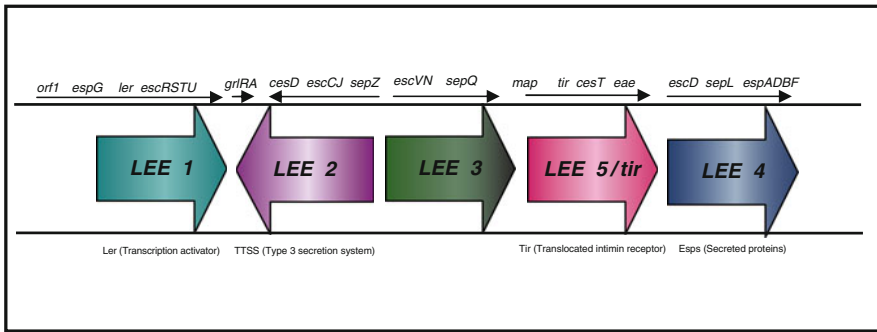 orf1 espG ler escRSTU grlRA cesD escCJ sepZ escVN sepQ map tir cesT eae escD sepL espADBF
LEE 1 LEE 2 LEE 3 LEE 5/tir LEE 4
Ler (Transcription activator) TTSS (Type 3 secretion system) Tir (Translocated intimin receptor) Esps (Secreted proteins)